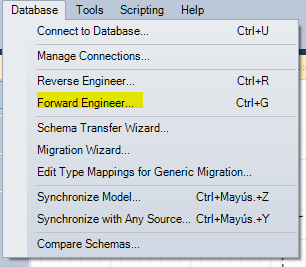 Database Tools Scripting Help
Connect to Database... Ctrl+U
Manage Connections...
Reverse Engineer... Ctrl+R
Forward Engineer... Ctrl+G
Schema Transfer Wizard...
Migration Wizard...
Edit Type Mappings for Generic Migration...
Synchronize Model... Ctrl+Mayús.+Z
Synchronize with Any Source... Ctrl+Mayús.+Y
Compare Schemas...